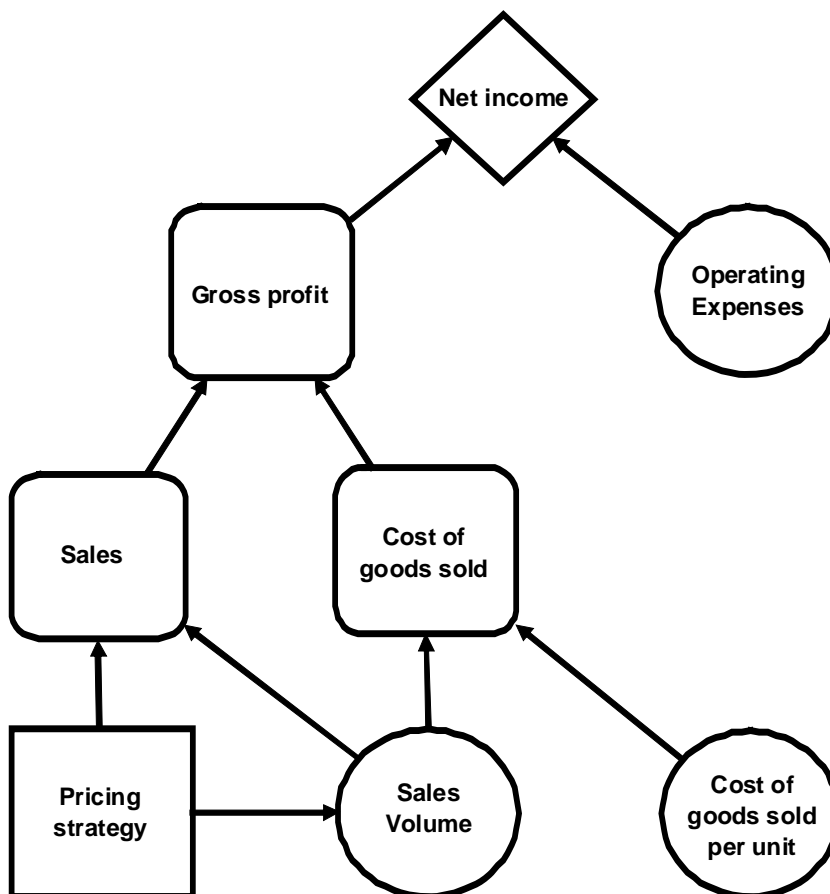 Net income
Operating
Expenses
Gross profit
Sales
Cost of
goods sold
Pricing
strategy
Sales
Volume
Cost of
goods sold
per unit